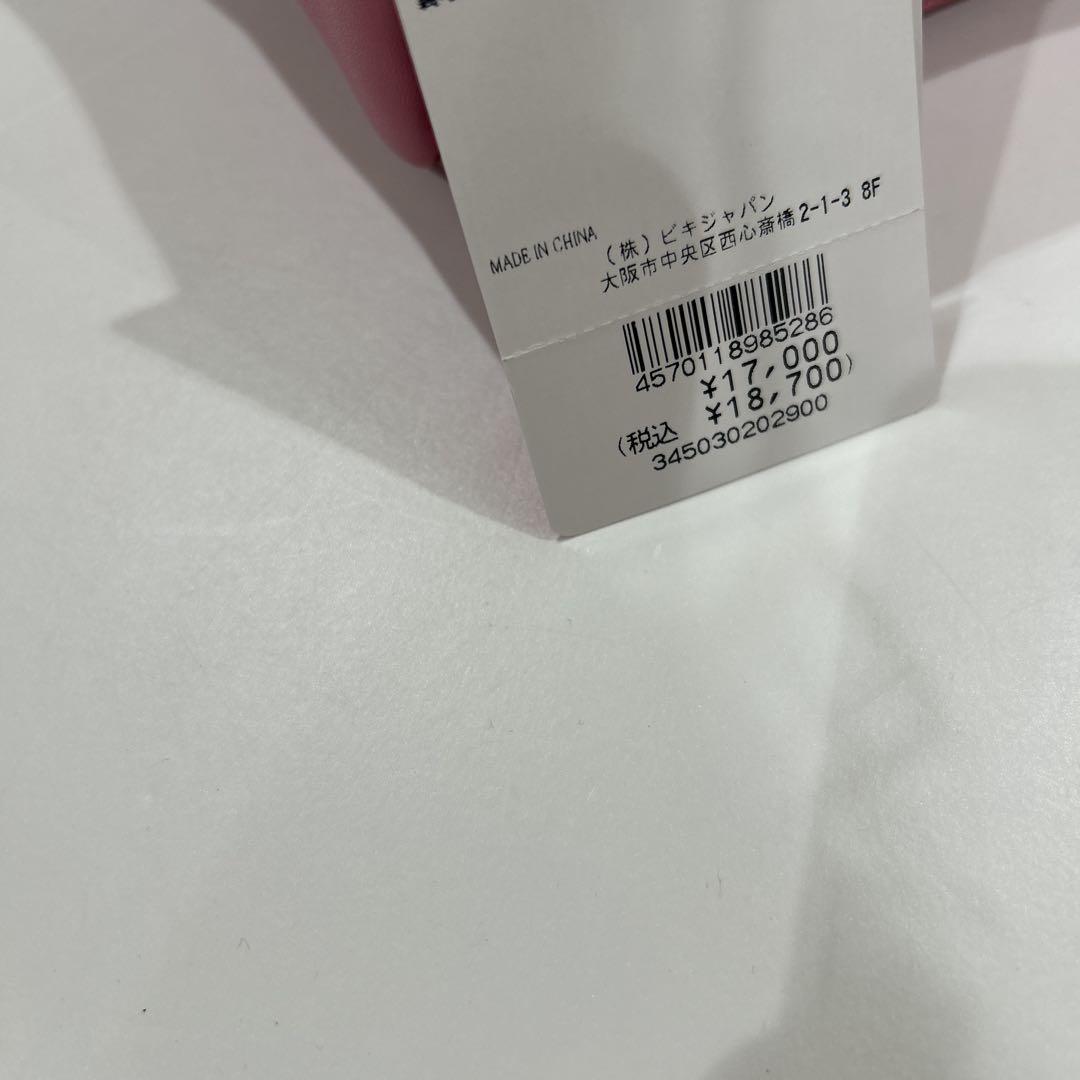 MADE IN CHINA
(株)ビキジャパン
大阪市中央区西心斎橋2-1-3 8F
4570118985286
¥17,000
(税込 ¥18,700)
345030202900